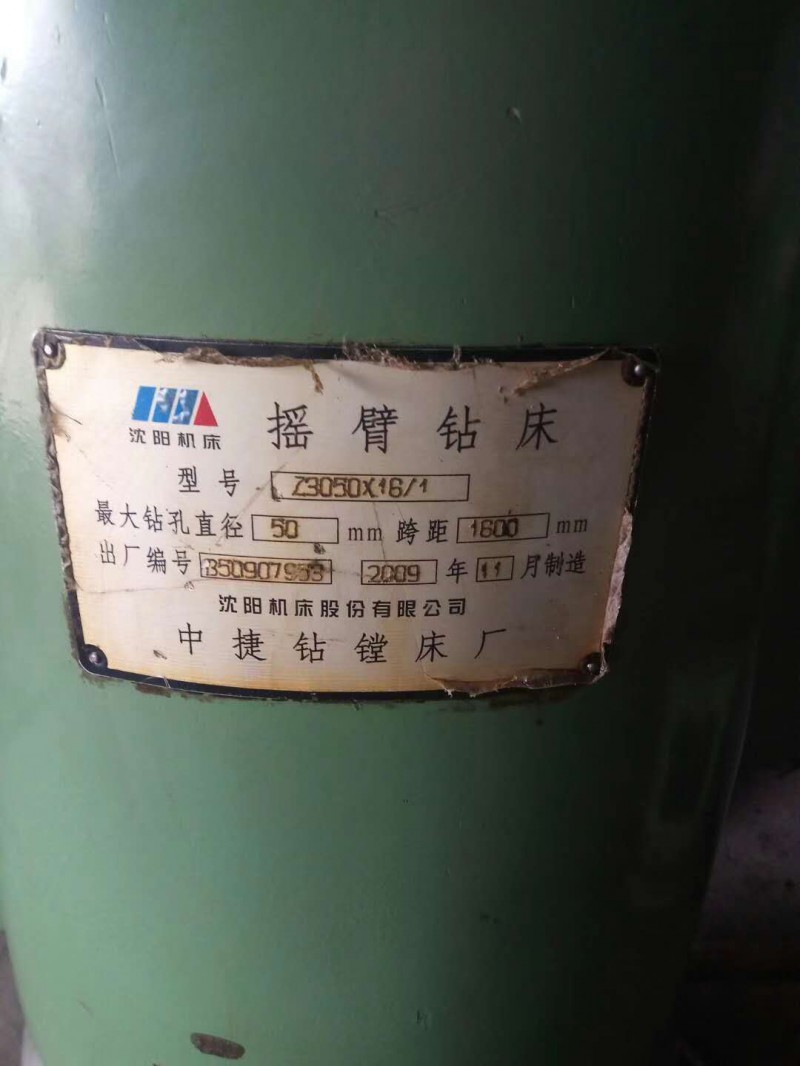 沈阳机床
摇臂钻床
型号 Z3050X16/1
最大钻孔直径 50 mm 跨距 1600 mm
出厂编号 2009 年 11 月制造
沈阳机床股份有限公司
中捷钻镗床厂